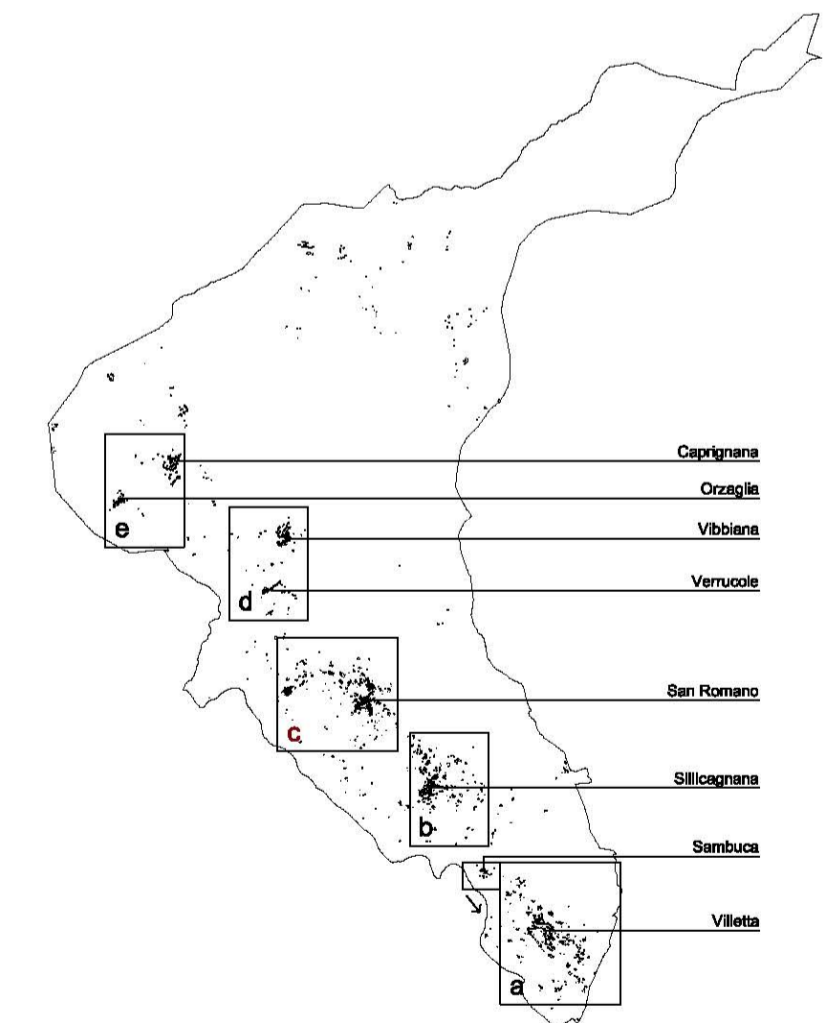 Caprignana
Orzaglia
e
Vibbiana
Verrucole
d
San Romano
c
Sillicagnana
b
Sambuca
Villetta
a